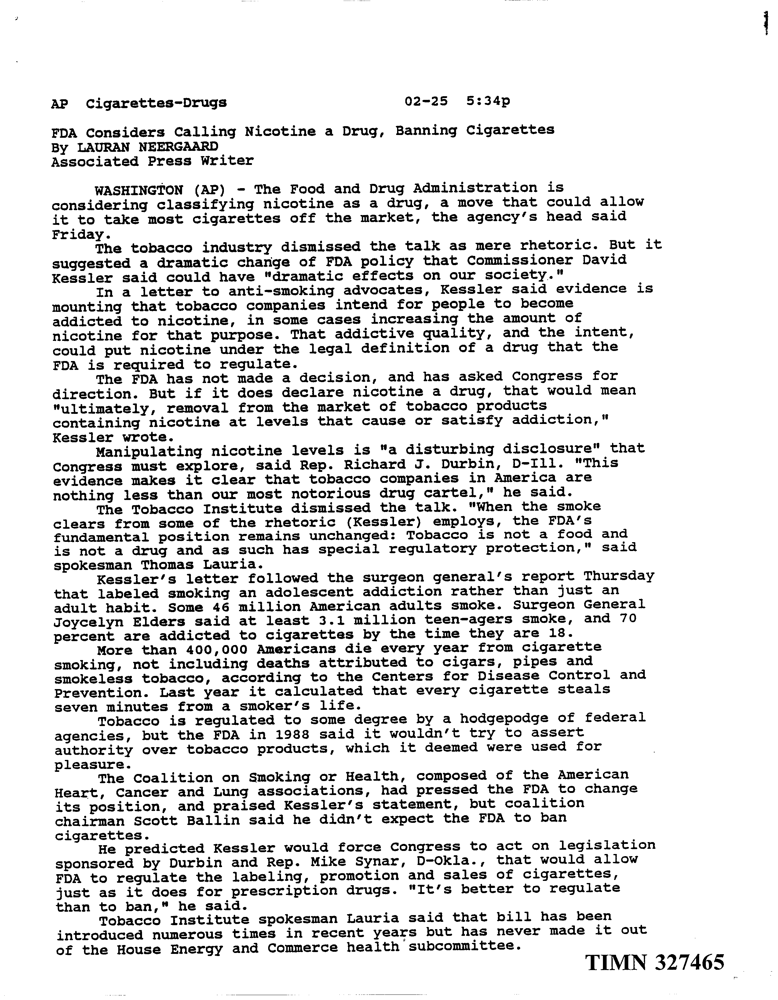 AP  Cigarettes-Drugs                    02-25  5:34p
FDA Considers Calling Nicotine a Drug, Banning Cigarettes
By LAURAN NEERGAARD
Associated Press Writer
WASHINGTON (AP) - The Food and Drug Administration is
considering classifying nicotine as a drug, a move that could allow
it to take most cigarettes off the market, the agency's head said
Friday.
The tobacco industry dismissed the talk as mere rhetoric. But it
suggested a dramatic change of FDA policy that Commissioner David
Kessler said could have "dramatic effects on our society."
In a letter to anti-smoking advocates, Kessler said evidence is
mounting that tobacco companies intend for people to become
addicted to nicotine, in some cases increasing the amount of
nicotine for that purpose. That addictive quality, and the intent,
could put nicotine under the legal definition of a drug that the
FDA is required to regulate.
The FDA has not made a decision, and has asked Congress for
direction. But if it does declare nicotine a drug, that would mean
"ultimately, removal from the market of tobacco products
containing nicotine at levels that cause or satisfy addiction,"
Kessler wrote.
Manipulating nicotine levels is "a disturbing disclosure" that
Congress must explore, said Rep. Richard J. Durbin, D-Ill. "This
evidence makes it clear that tobacco companies in America are
nothing less than our most notorious drug cartel," he said.
The Tobacco Institute dismissed the talk. "When the smoke
clears from some of the rhetoric (Kessler) employs, the FDA's
fundamental position remains unchanged: Tobacco is not a food and
is not a drug and as such has special regulatory protection," said
spokesman Thomas Lauria.
Kessler's letter followed the surgeon general's report Thursday
that labeled smoking an adolescent addiction rather than just an
adult habit. Some 46 million American adults smoke. Surgeon General
Joycelyn Elders said at least 3.1 million teen-agers smoke, and 70
percent are addicted to cigarettes by the time they are 18.
More than 400,000 Americans die every year from cigarette
smoking, not including deaths attributed to cigars, pipes and
smokeless tobacco, according to the Centers for Disease Control and
Prevention. Last year it calculated that every cigarette steals
seven minutes from a smoker's life.
Tobacco is regulated to some degree by a hodgepodge of federal
agencies, but the FDA in 1988 said it wouldn't try to assert
authority over tobacco products, which it deemed were used for
pleasure.
The Coalition on Smoking or Health, composed of the American
Heart, Cancer and Lung associations, had pressed the FDA to change
its position, and praised Kessler's statement, but coalition
chairman Scott Ballin said he didn't expect the FDA to ban
cigarettes.
He predicted Kessler would force Congress to act on legislation
sponsored by Durbin and Rep. Mike Synar, D-Okla., that would allow
FDA to regulate the labeling, promotion and sales of cigarettes,
just as it does for prescription drugs. "It's better to regulate
than to ban," he said.
Tobacco Institute spokesman Lauria said that bill has been
introduced numerous times in recent years but has never made it out
of the House Energy and Commerce health subcommittee.
TIMN 327465